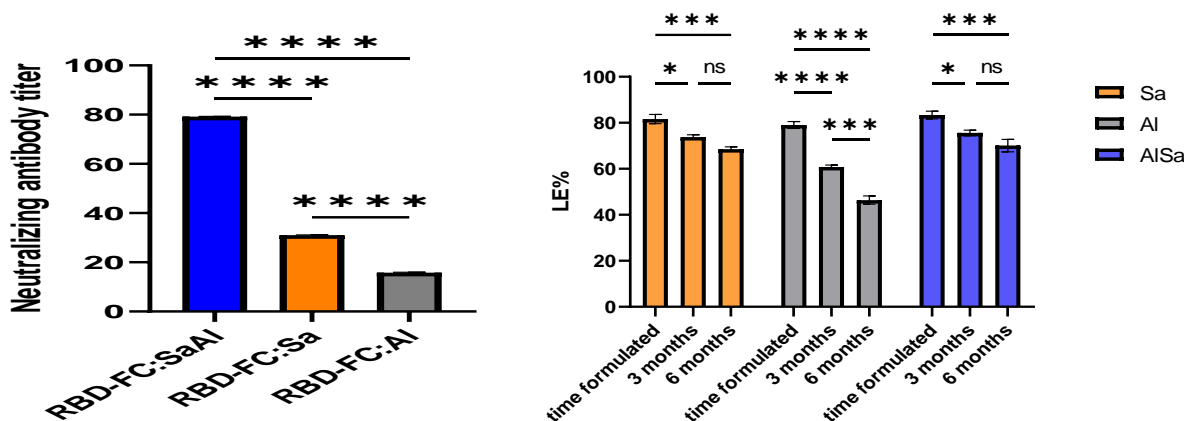 Neutralizing antibody titer
100
80
60
40
20
0
****
****
****
RBD-FC:SaAl
RBD-FC:Sa
RBD-FC:Al
LE%
100
80
60
40
20
0
***
* ns
****
****
***
***
* ns
time formulated
3 months
6 months
time formulated
3 months
6 months
time formulated
3 months
6 months
Sa
Al
AlSa